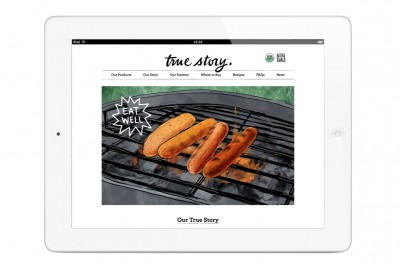 iPad
true story.
Our Products Our Story Our Farmers Where to Buy Recipes FAQs News
EAT
WELL
Our True Story